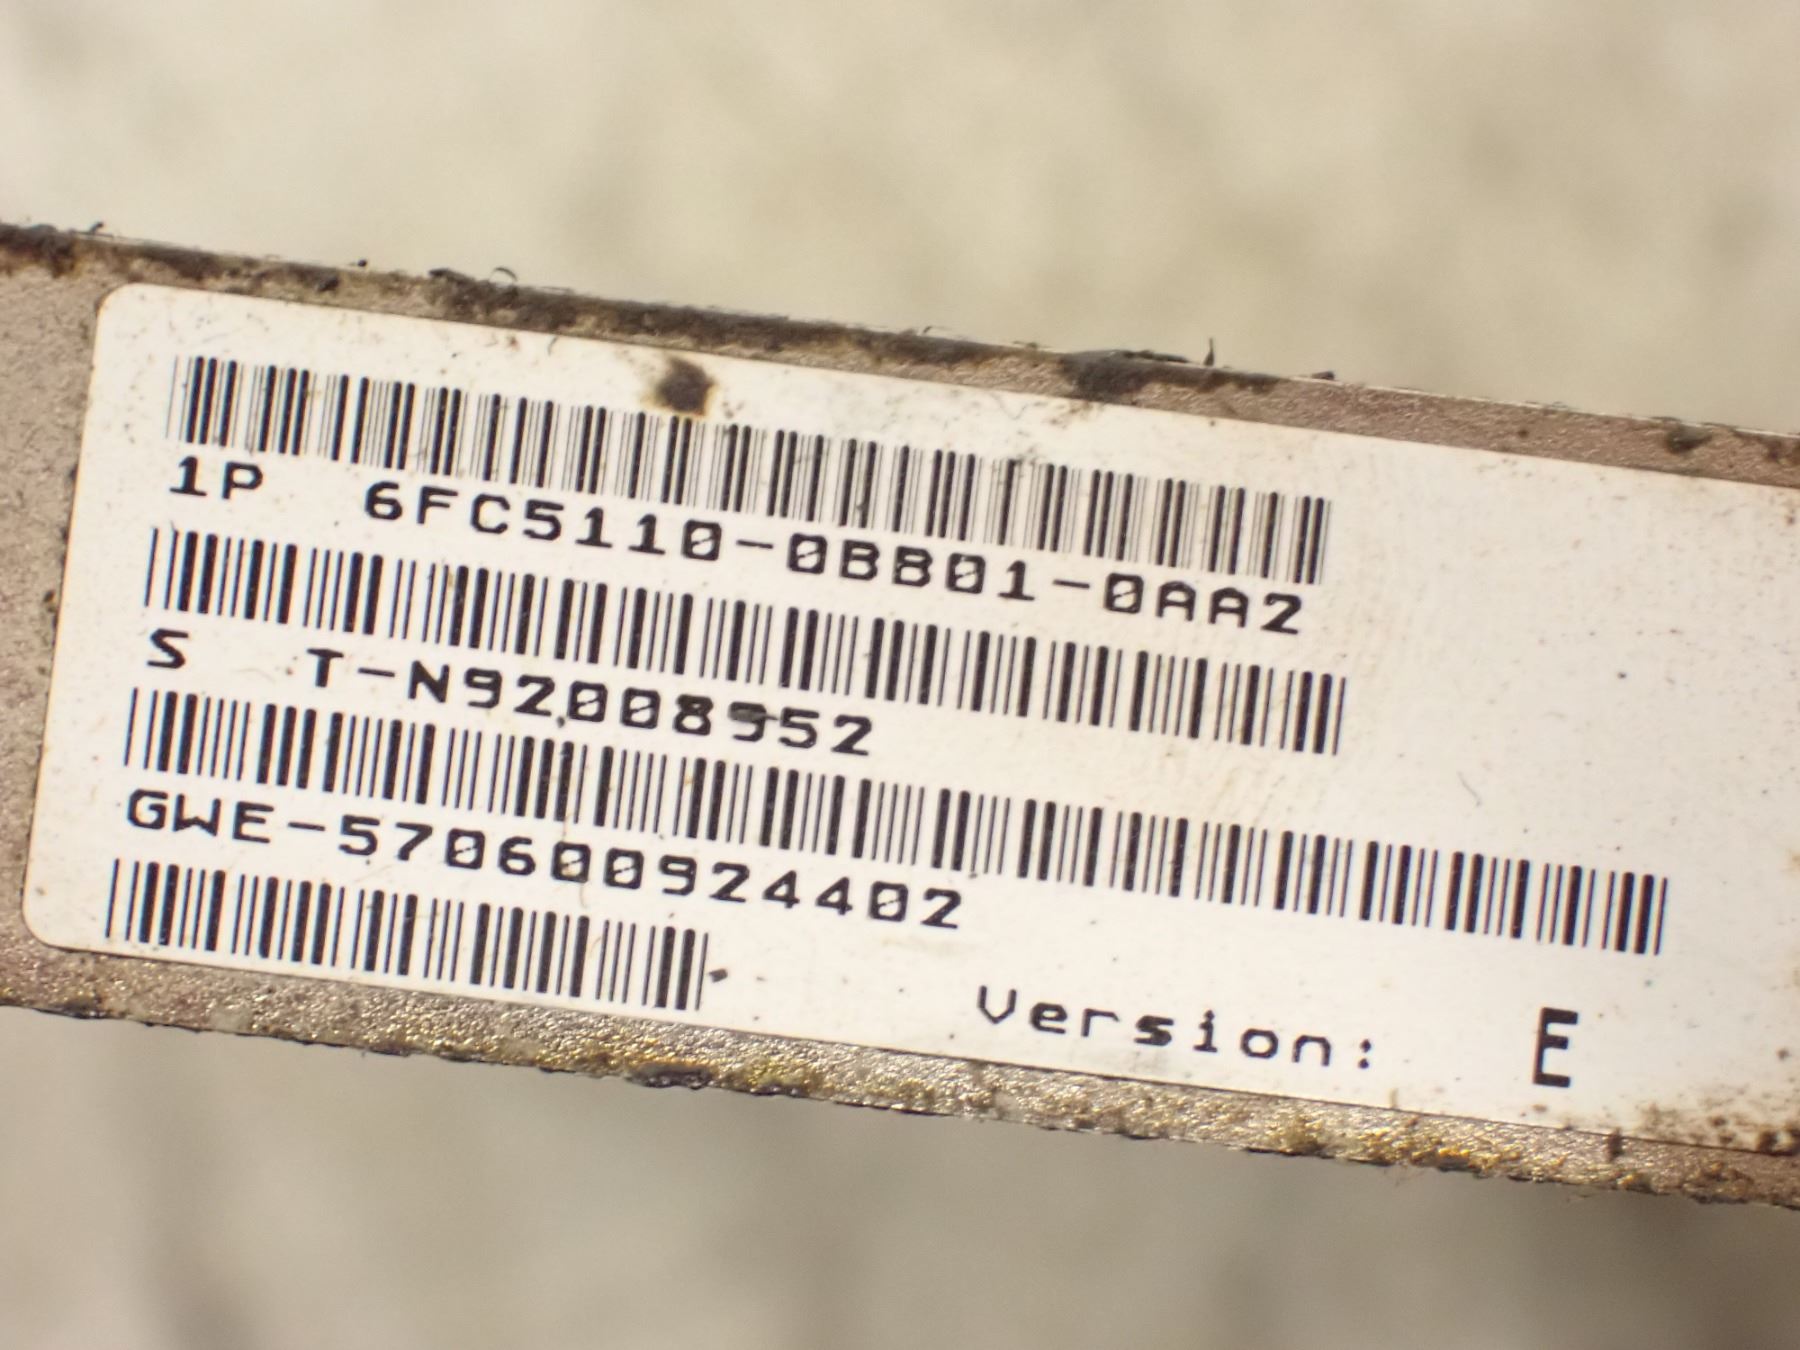 1P 6FC5110-0BB01-0AA2
S T-N92008952
GWE-570600924402
Version: E